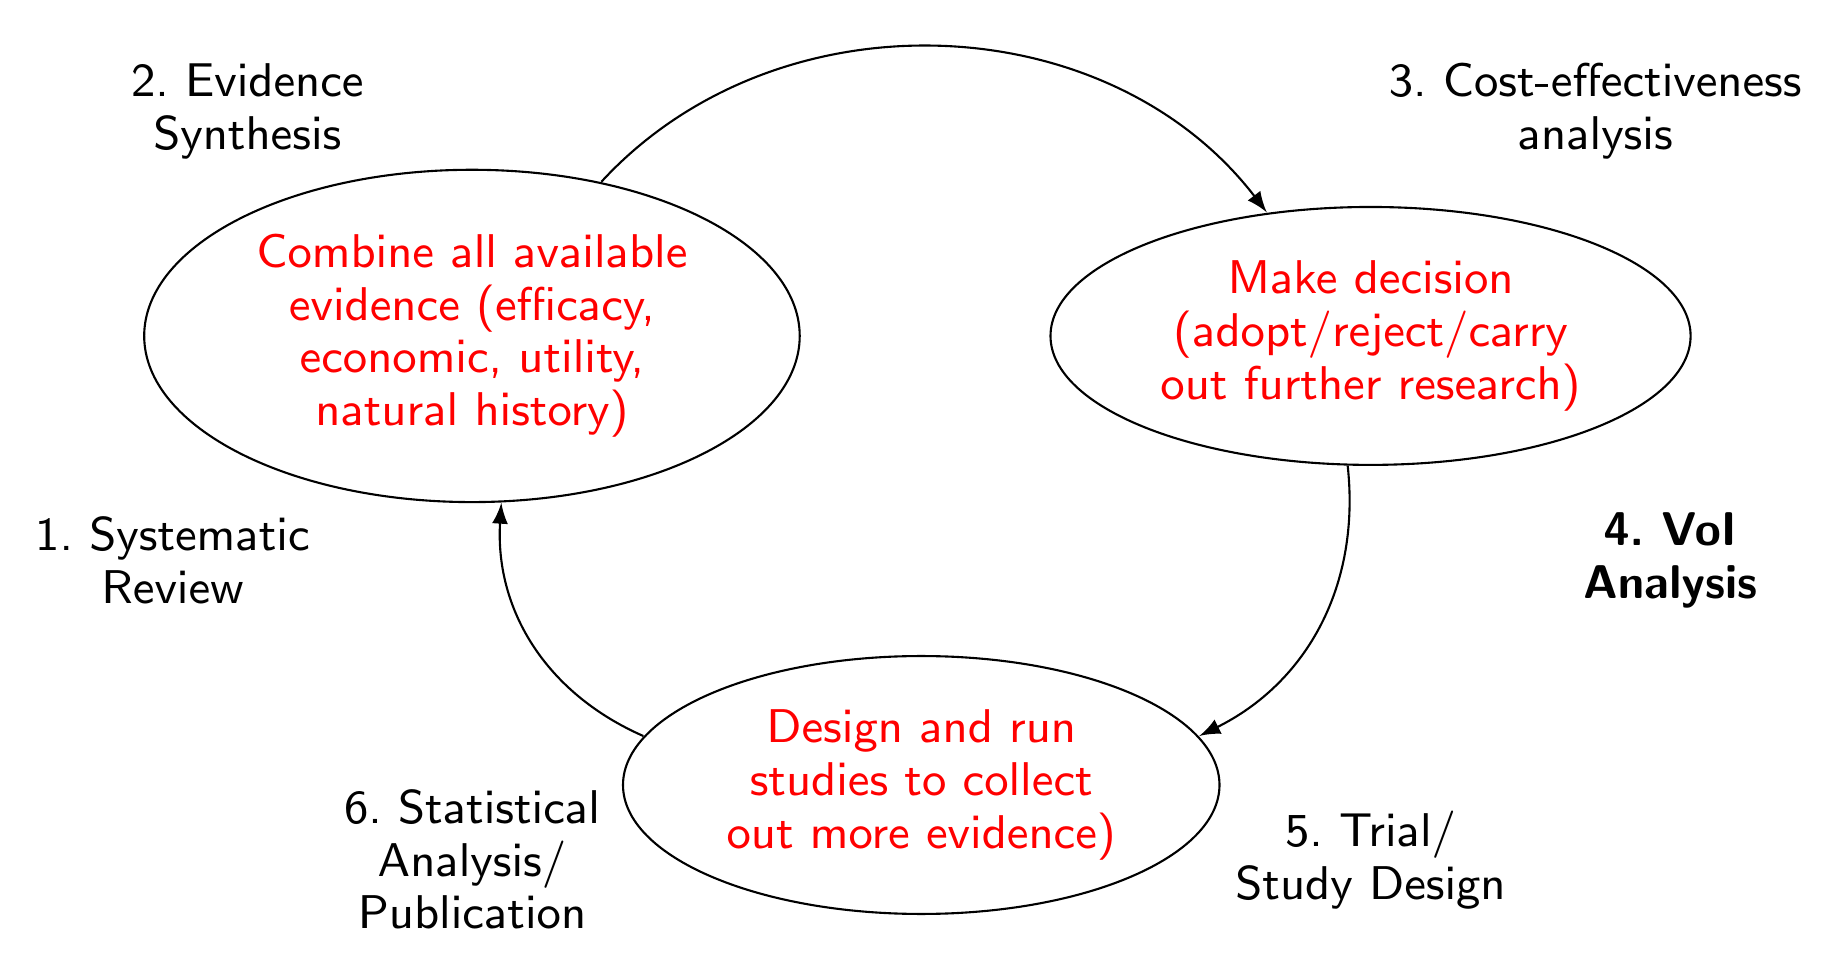 2. Evidence
Synthesis
3. Cost-effectiveness
analysis
Combine all available
evidence (efficacy,
economic, utility,
natural history)
Make decision
(adopt/reject/carry
out further research)
1. Systematic
Review
4. VoI
Analysis
Design and run
studies to collect
out more evidence)
6. Statistical
Analysis/
Publication
5. Trial/
Study Design